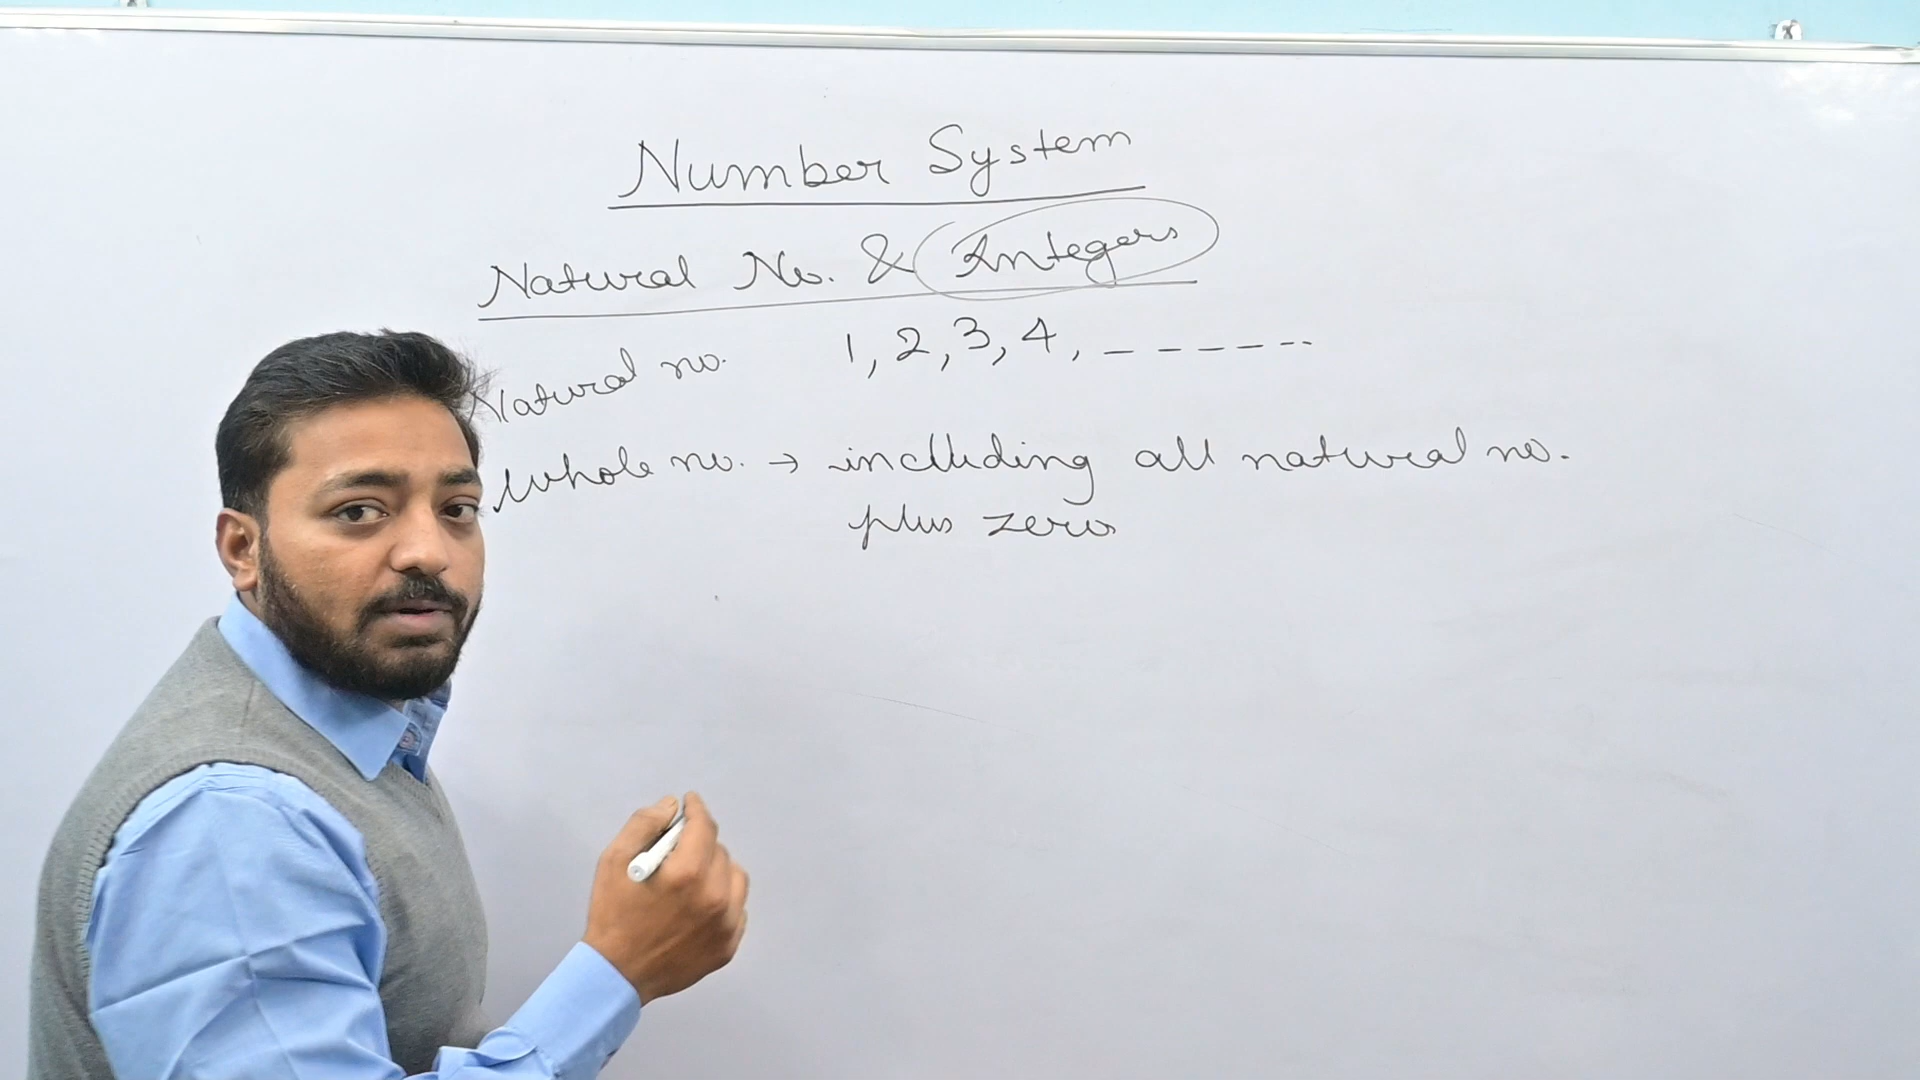 Number System
Natural No. & Integers
Natural no. 1, 2, 3, 4, ------
Whole no. → including all natural no.
plus zero